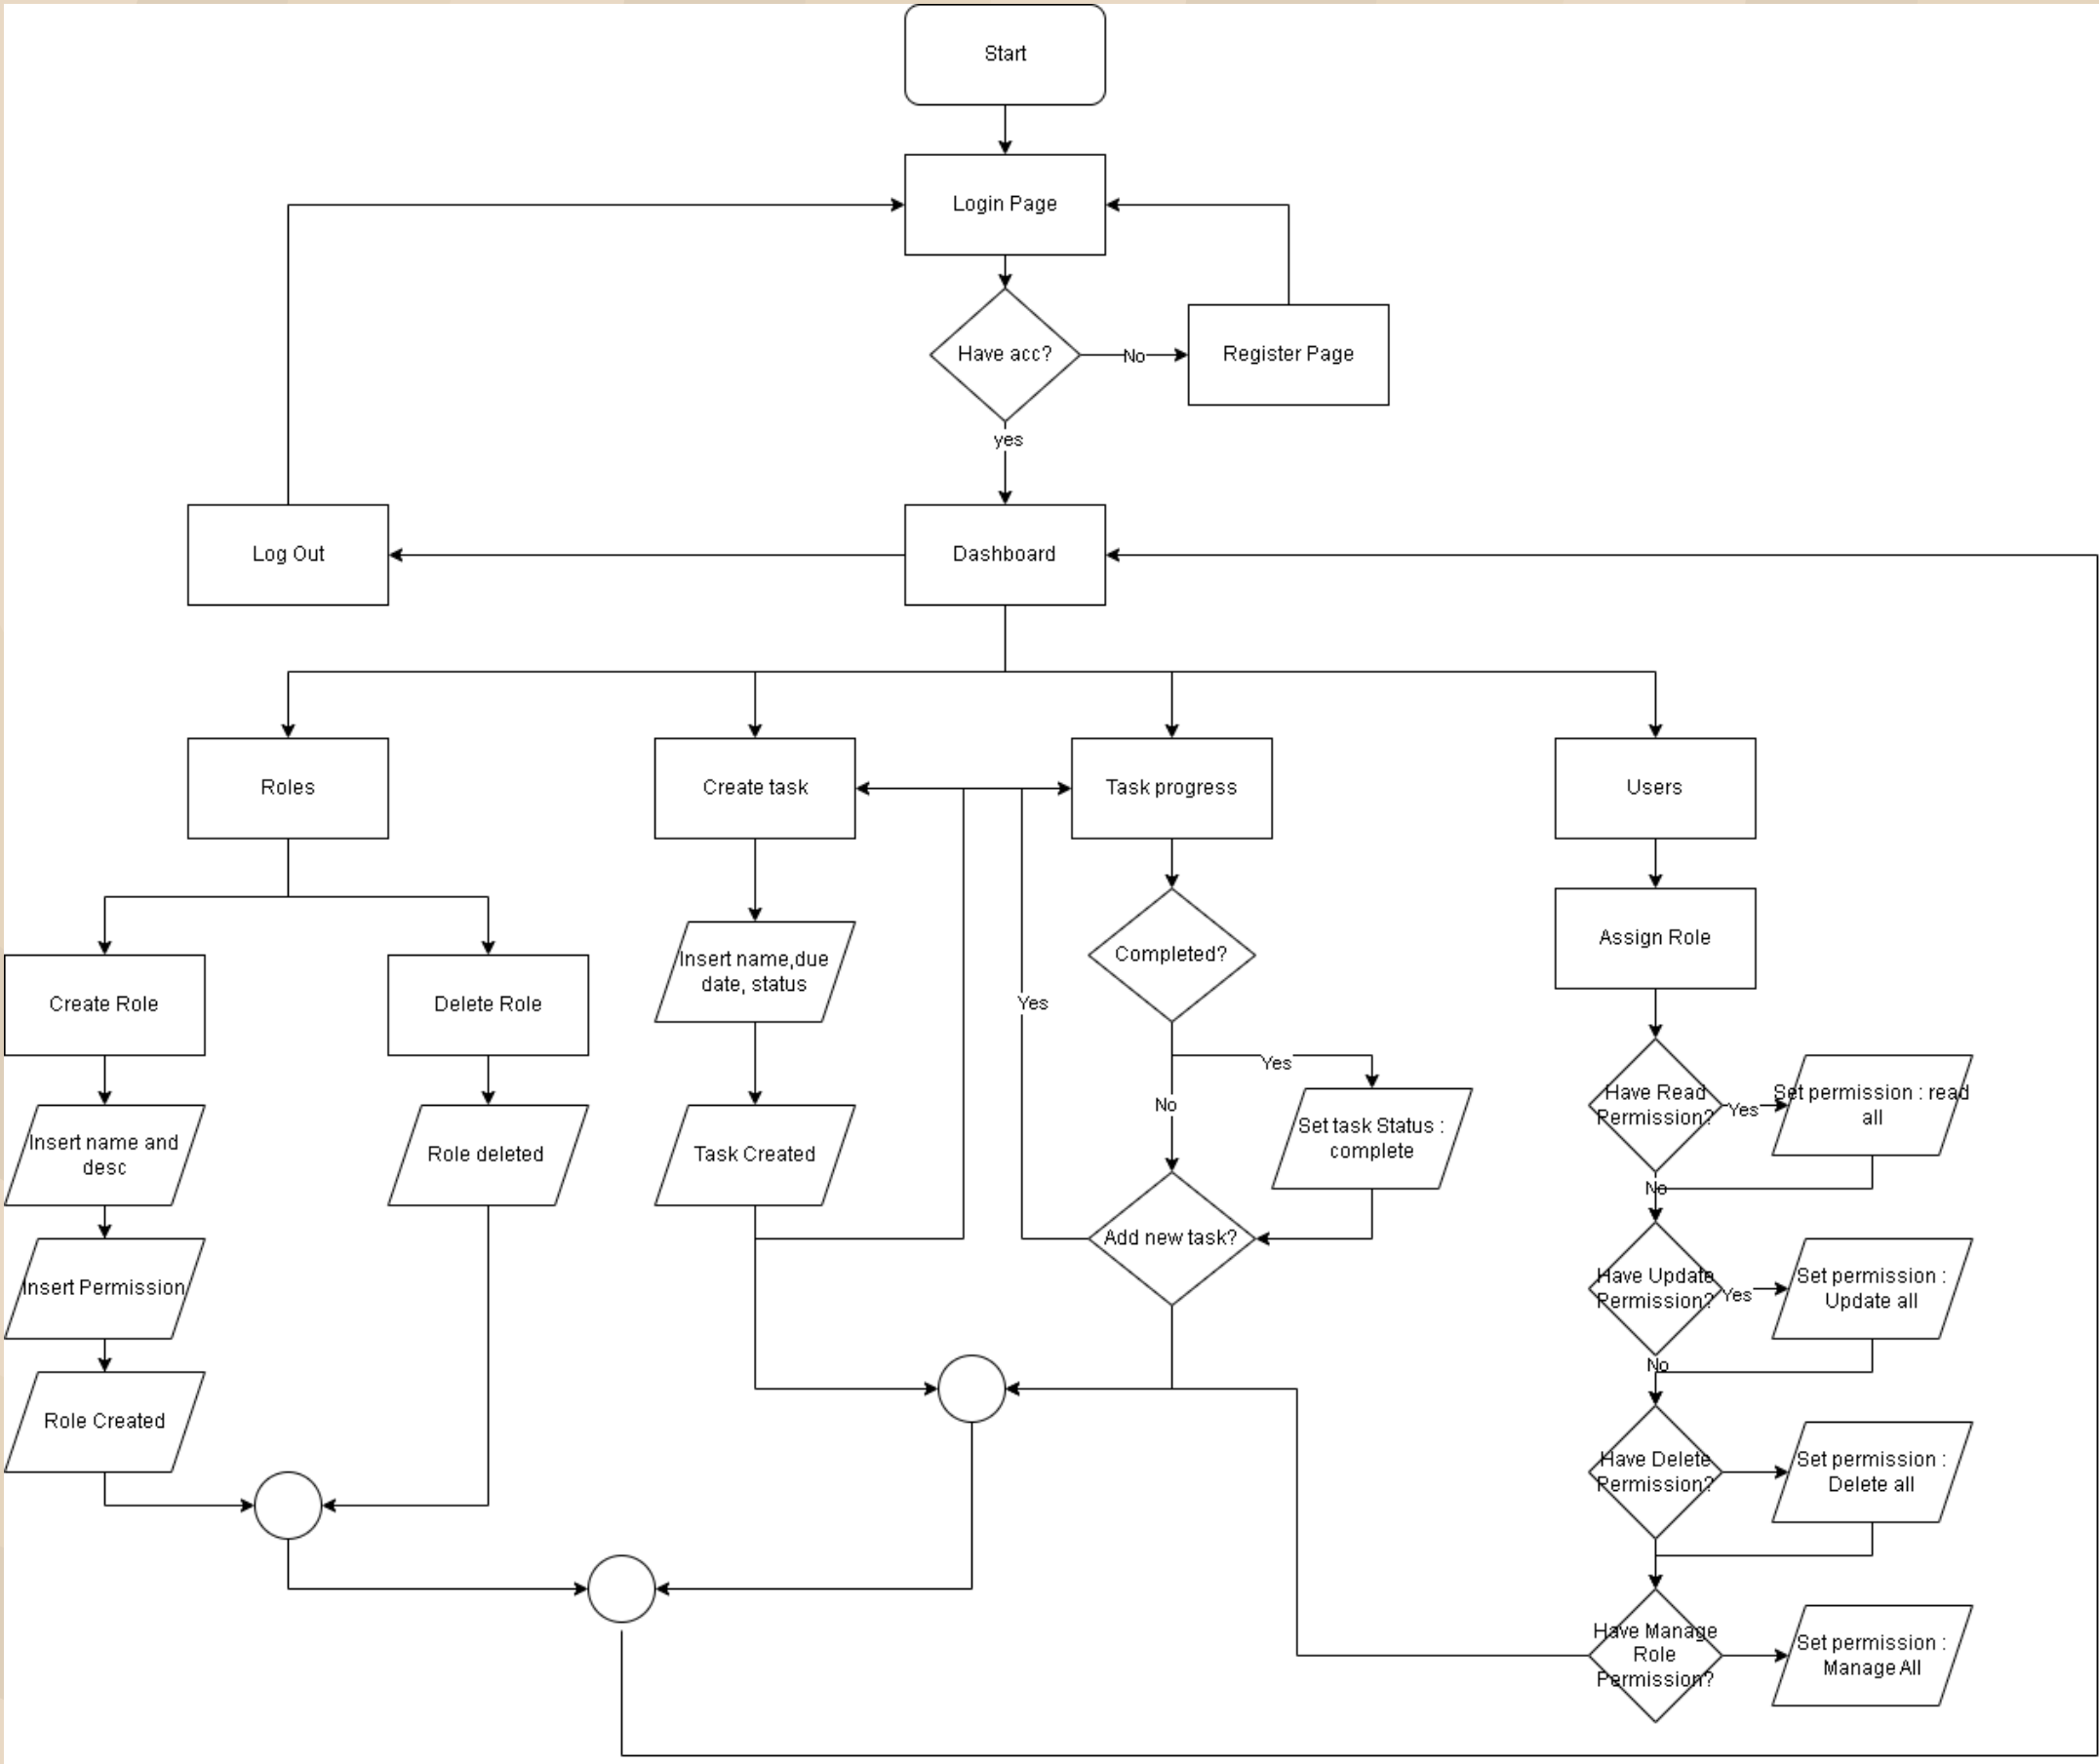 Start
Login Page
Have acc?
No
Register Page
yes
Log Out
Dashboard
Roles
Create task
Task progress
Users
Create Role
Delete Role
Insert name,due
date, status
Completed?
Assign Role
Yes
Yes
No
Insert name and
desc
Role deleted
Task Created
Set task Status :
complete
Have Read
Permission?
Yes
Set permission : read
all
No
Add new task?
Insert Permission
Have Update
Permission?
Yes
Set permission :
Update all
No
Role Created
Have Delete
Permission?
Set permission :
Delete all
Have Manage
Role
Permission?
Set permission :
Manage All